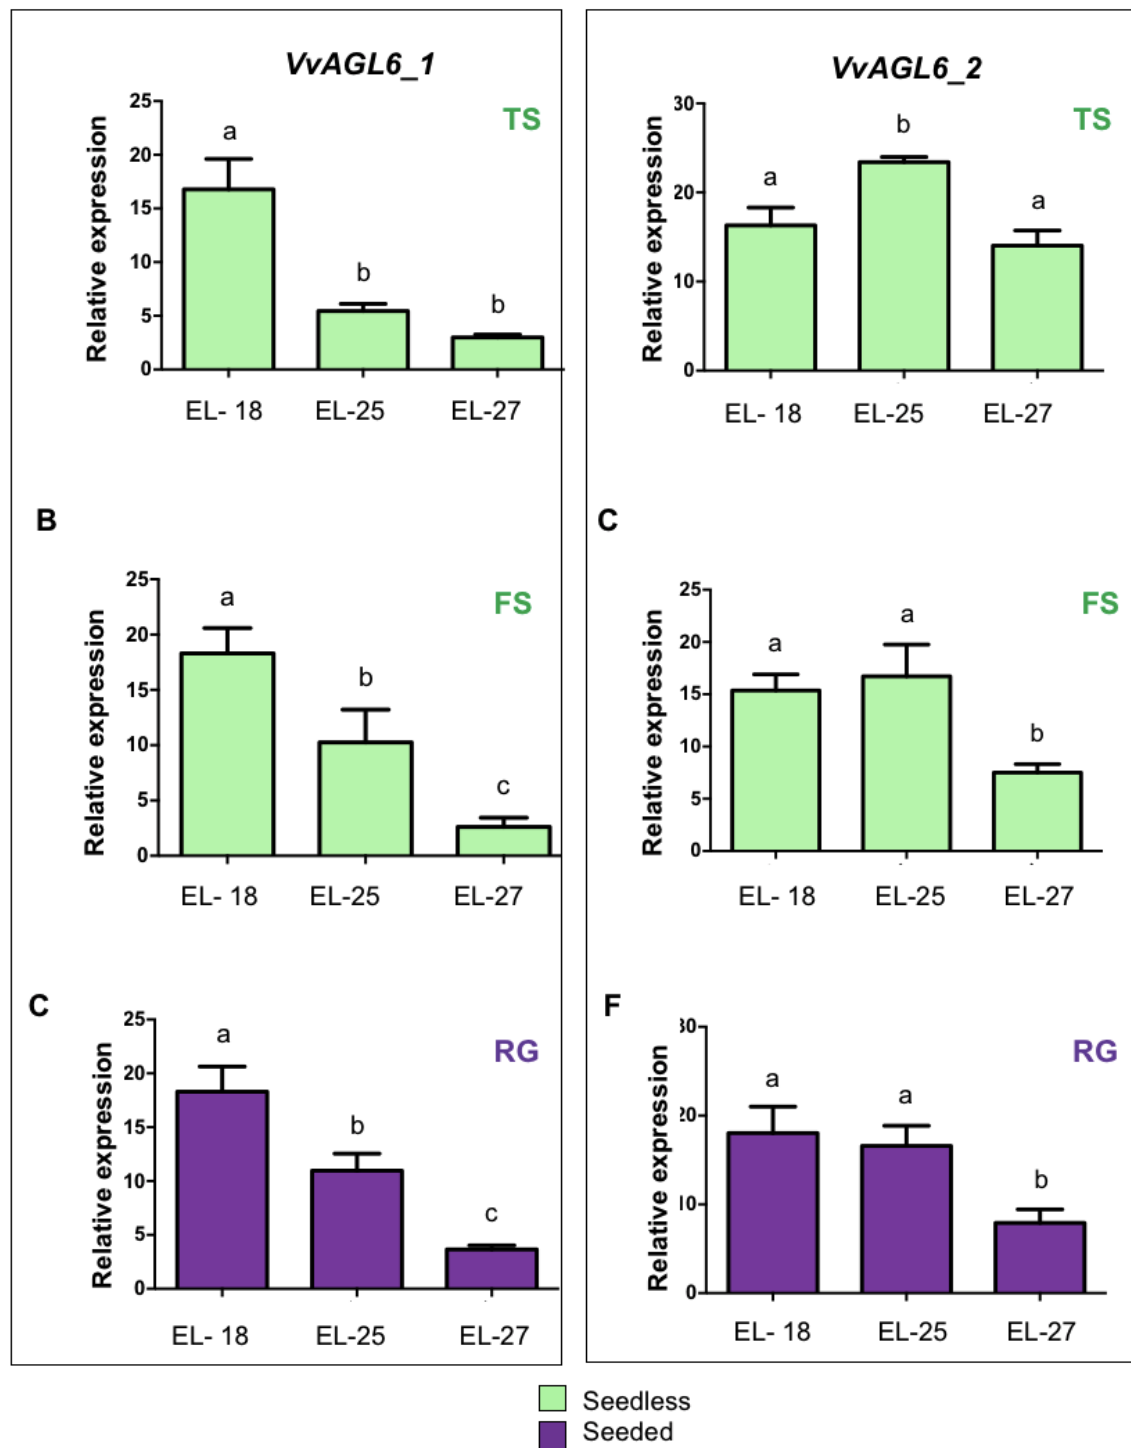 VvAGL6_1
TS
Relative expression
25
20
15
10
5
0
a
b
b
EL- 18 EL-25 EL-27
VvAGL6_2
TS
Relative expression
30
20
10
0
a
b
a
EL- 18 EL-25 EL-27
B
FS
Relative expression
25
20
15
10
5
0
a
b
c
EL- 18 EL-25 EL-27
C
FS
Relative expression
25
20
15
10
5
0
a
a
b
EL- 18 EL-25 EL-27
C
RG
Relative expression
25
20
15
10
5
0
a
b
c
EL- 18 EL-25 EL-27
F
RG
Relative expression
30
20
10
0
a
a
b
EL- 18 EL-25 EL-27
Seedless
Seeded